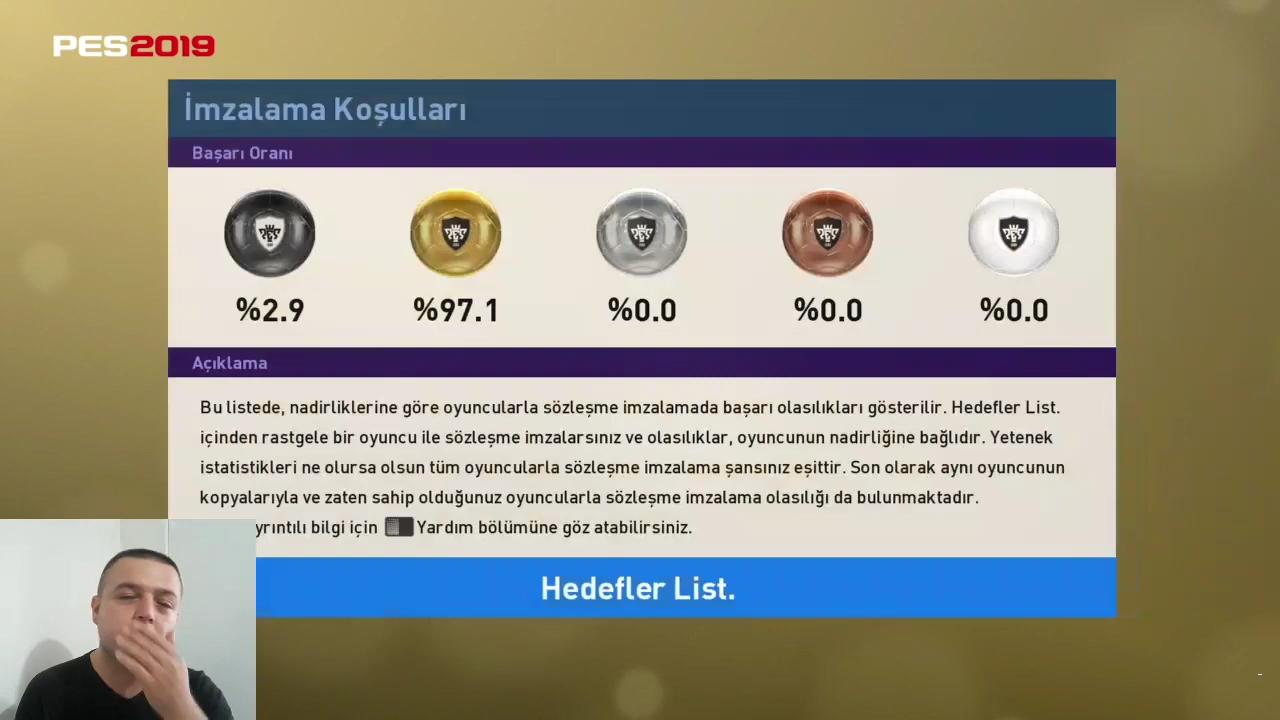 PES2019
İmzalama Koşulları
Başarı Oranı
%2.9 %97.1 %0.0 %0.0 %0.0
Açıklama
Bu listede, nadirliklerine göre oyuncularla sözleşme imzalamada başarı olasılıkları gösterilir. Hedefler List.
içinden rastgele bir oyuncu ile sözleşme imzalarsınız ve olasılıklar, oyuncunun nadirliğine bağlıdır. Yetenek
istatistikleri ne olursa olsun tüm oyuncularla sözleşme imzalama şansınız eşittir. Son olarak aynı oyuncunun
kopyalarıyla ve zaten sahip olduğunuz oyuncularla sözleşme imzalama olasılığı da bulunmaktadır.
yrıntılı bilgi için Yardım bölümüne göz atabilirsiniz.
Hedefler List.